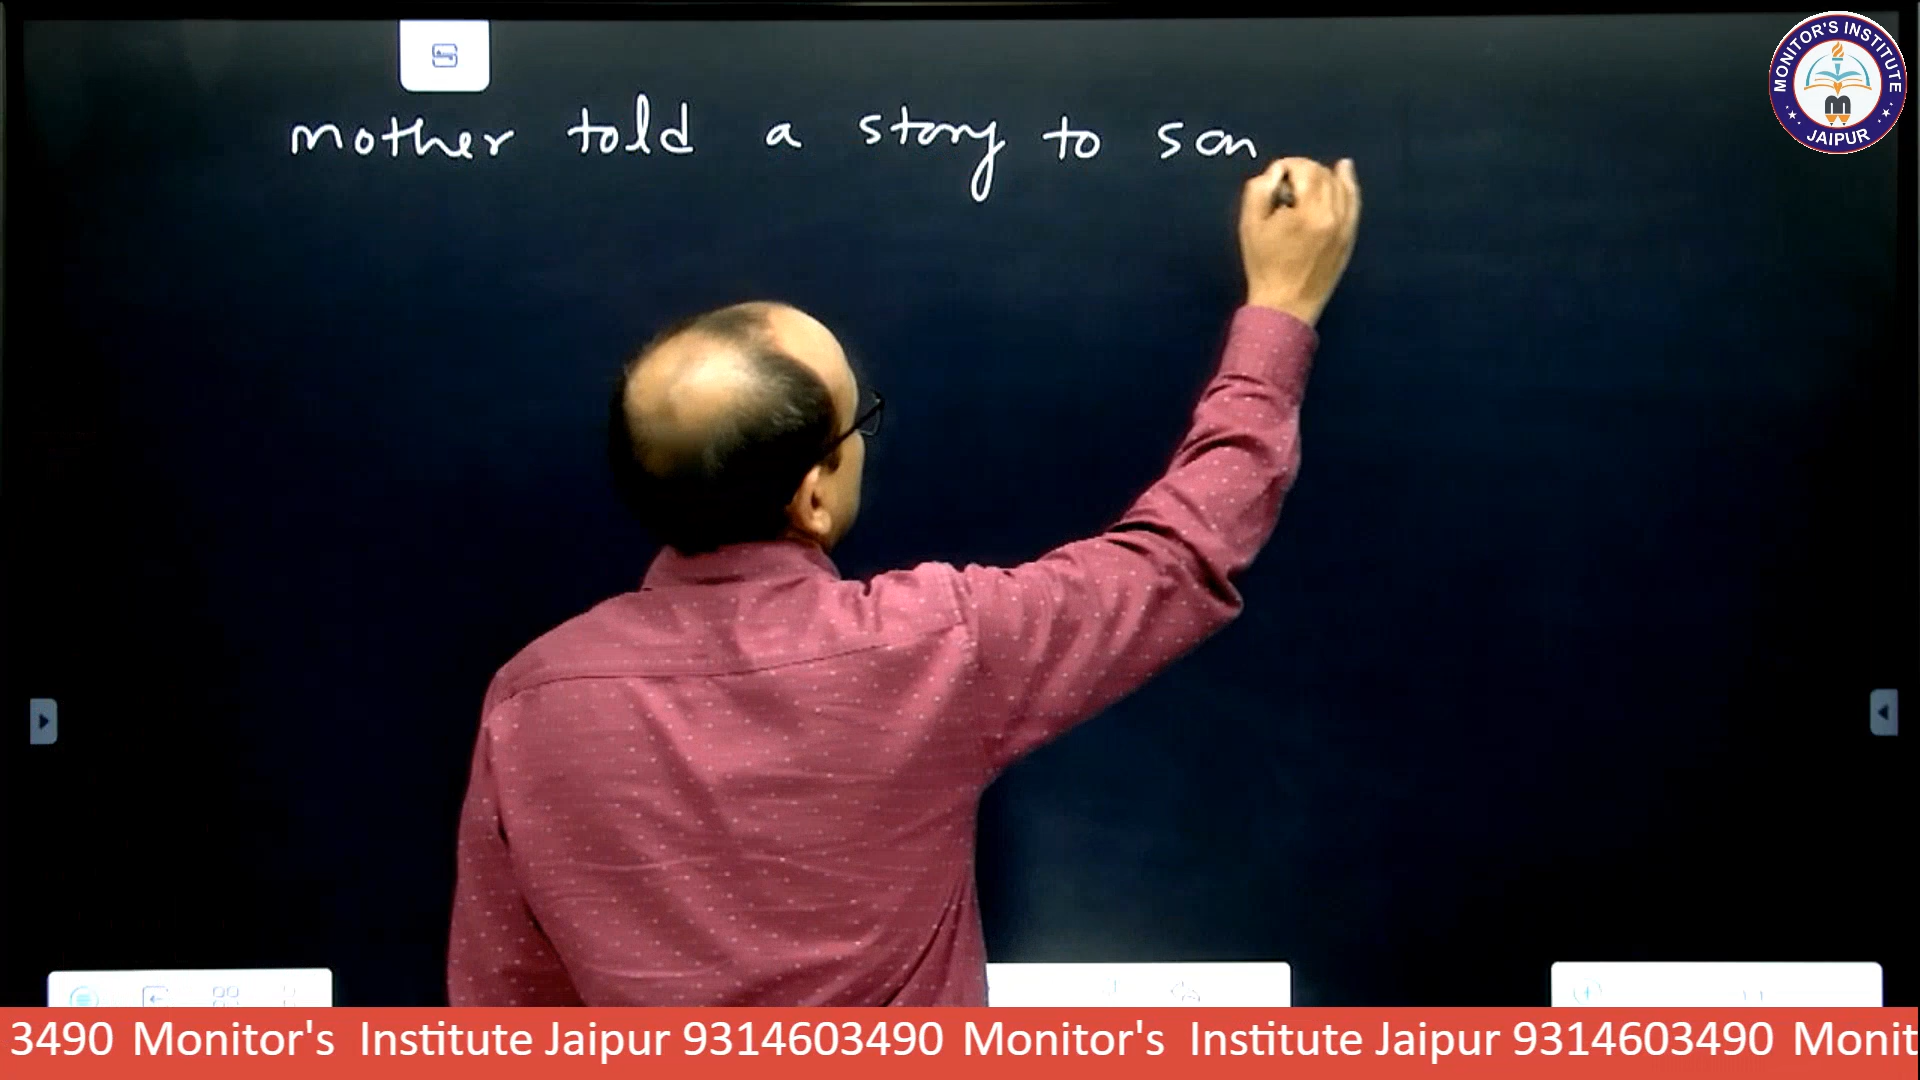 mother told a story to son
MONITOR'S INSTITUTE
JAIPUR
3490 Monitor's Institute Jaipur 9314603490 Monitor's Institute Jaipur 9314603490 Monit